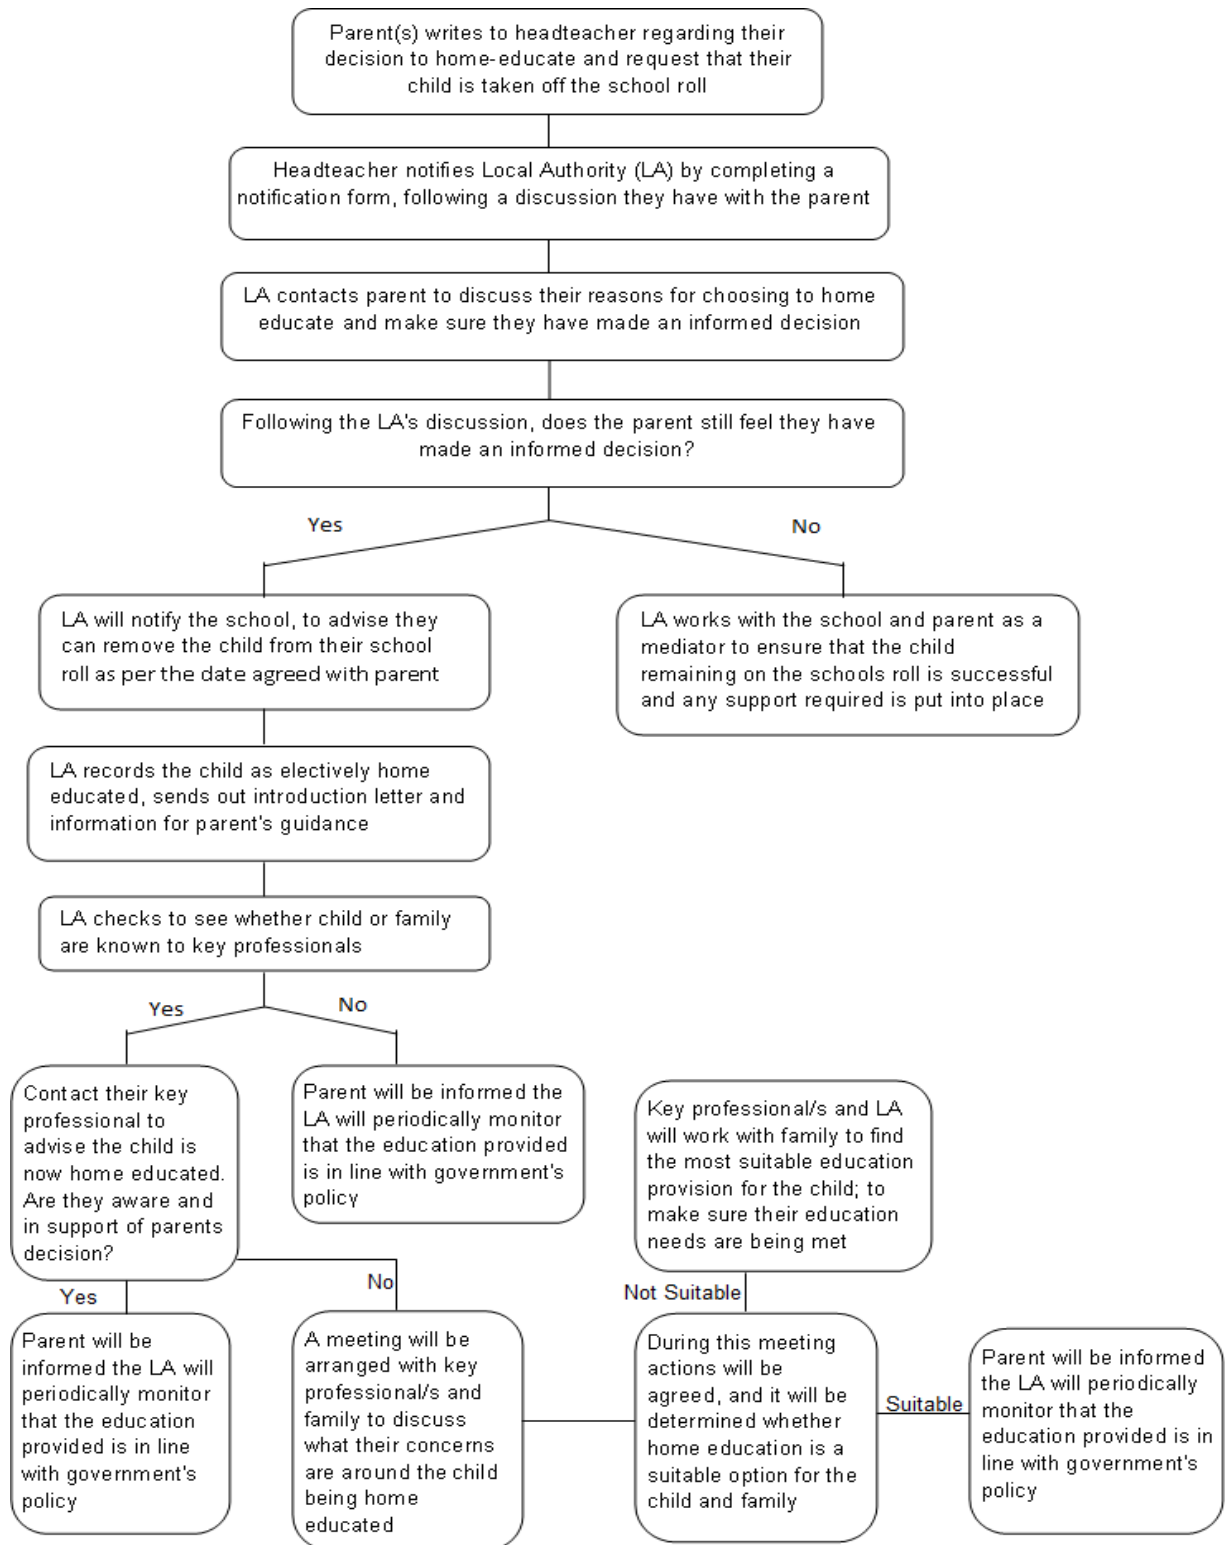 Parent(s) writes to headteacher regarding their
decision to home-educate and request that their
child is taken off the school roll
Headteacher notifies Local Authority (LA) by completing a
notification form, following a discussion they have with the parent
LA contacts parent to discuss their reasons for choosing to home
educate and make sure they have made an informed decision
Following the LA's discussion, does the parent still feel they have
made an informed decision?
Yes
No
LA will notify the school, to advise they
can remove the child from their school
roll as per the date agreed with parent
LA works with the school and parent as a
mediator to ensure that the child
remaining on the schools roll is successful
and any support required is put into place
LA records the child as electively home
educated, sends out introduction letter and
information for parent's guidance
LA checks to see whether child or family
are known to key professionals
Yes
No
Contact their key
professional to
advise the child is
now home educated.
Are they aware and
in support of parents
decision?
Parent will be informed the
LA will periodically monitor
that the education provided
is in line with government's
policy
Key professional/s and LA
will work with family to find
the most suitable education
provision for the child; to
make sure their education
needs are being met
Yes
No
Not Suitable
Parent will be
informed the LA will
periodically monitor
that the education
provided is in line
with government's
policy
A meeting will be
arranged with key
professional/s and
family to discuss
what their concerns
are around the child
being home
educated
During this meeting
actions will be
agreed, and it will be
determined whether
home education is a
suitable option for the
child and family
Suitable
Parent will be informed
the LA will periodically
monitor that the
education provided is in
line with government's
policy